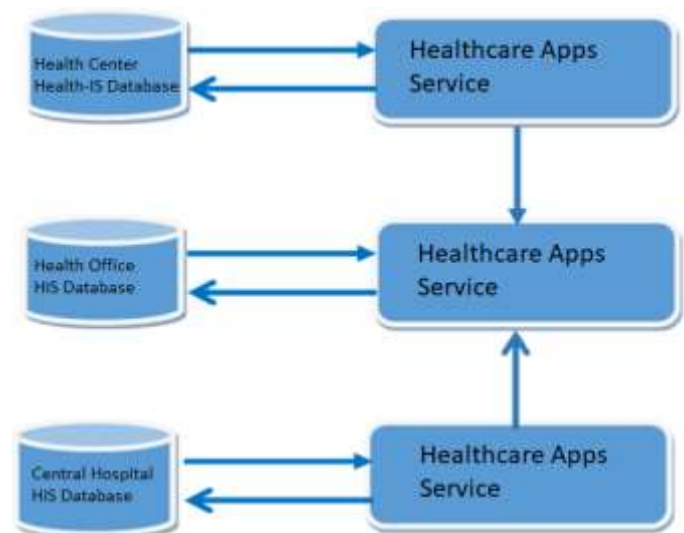 Health Center
Health-IS Database
Healthcare Apps
Service
Health Office
HIS Database
Healthcare Apps
Service
Central Hospital
HIS Database
Healthcare Apps
Service